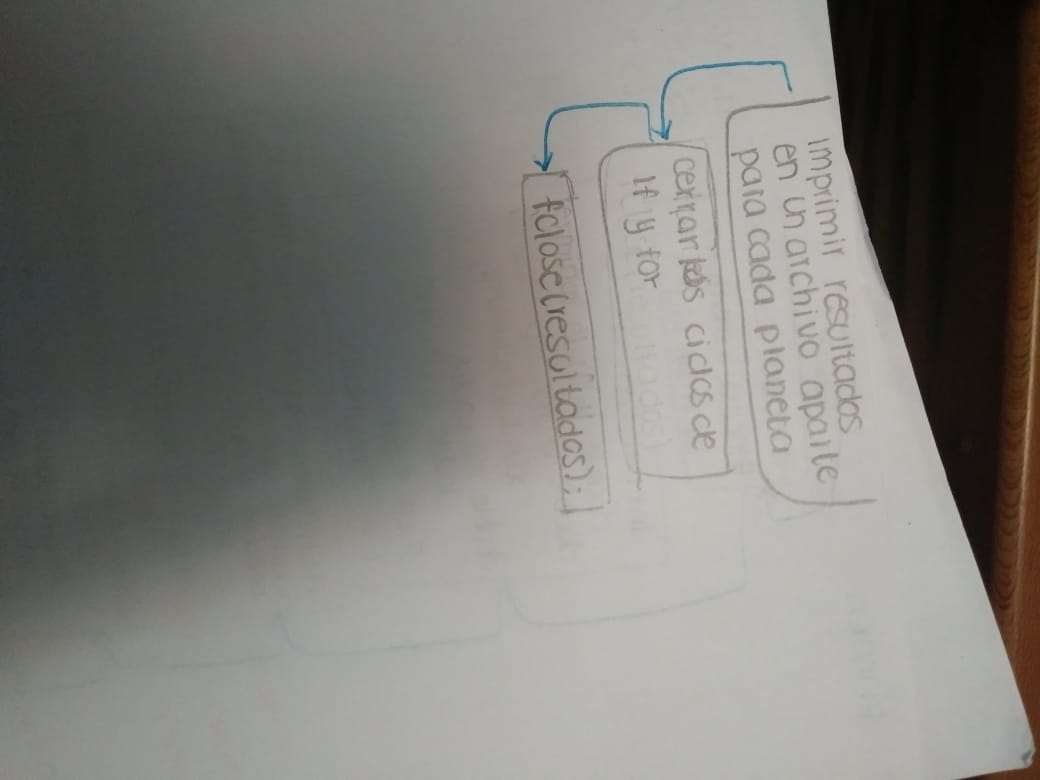 imprimir resultados
en un archivo aparte
para cada planeta
cerrar los ciclos de
If y for
fclose(resultados);